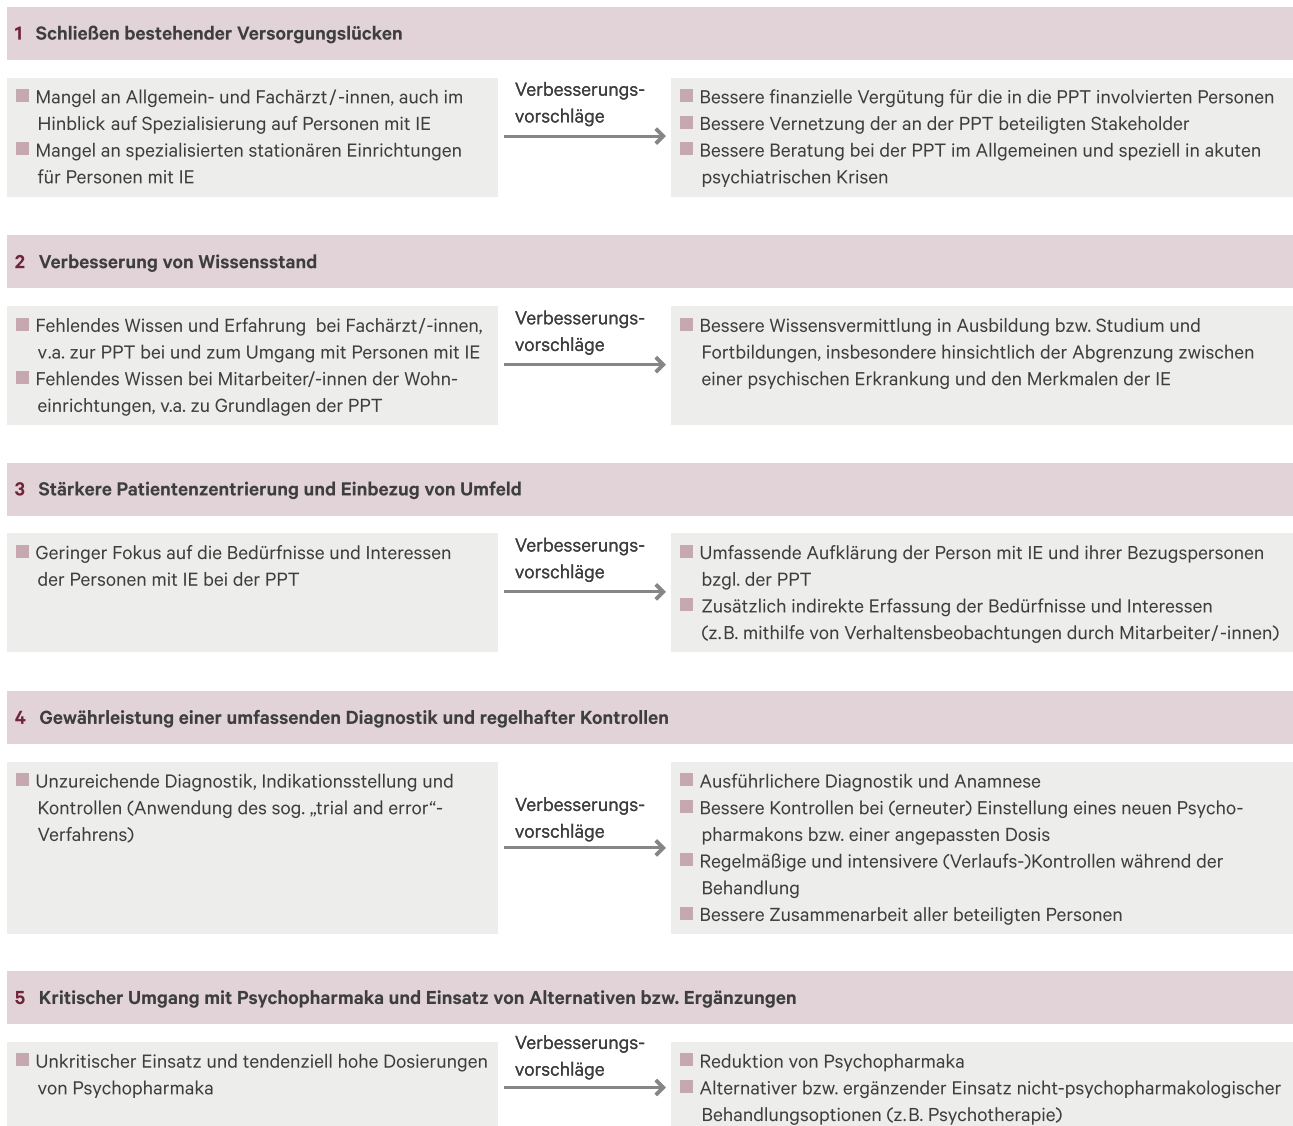 1 Schließen bestehender Versorgungslücken
Mangel an Allgemein- und Fachärzt/-innen, auch im
Hinblick auf Spezialisierung auf Personen mit IE
Mangel an spezialisierten stationären Einrichtungen
für Personen mit IE
Verbesserungs-
vorschläge
Bessere finanzielle Vergütung für die in die PPT involvierten Personen
Bessere Vernetzung der an der PPT beteiligten Stakeholder
Bessere Beratung bei der PPT im Allgemeinen und speziell in akuten
psychiatrischen Krisen
2 Verbesserung von Wissensstand
Fehlendes Wissen und Erfahrung bei Fachärzt/-innen,
v.a. zur PPT bei und zum Umgang mit Personen mit IE
Fehlendes Wissen bei Mitarbeiter/-innen der Wohn-
einrichtungen, v.a. zu Grundlagen der PPT
Verbesserungs-
vorschläge
Bessere Wissensvermittlung in Ausbildung bzw. Studium und
Fortbildungen, insbesondere hinsichtlich der Abgrenzung zwischen
einer psychischen Erkrankung und den Merkmalen der IE
3 Stärkere Patientenzentrierung und Einbezug von Umfeld
Geringer Fokus auf die Bedürfnisse und Interessen
der Personen mit IE bei der PPT
Verbesserungs-
vorschläge
Umfassende Aufklärung der Person mit IE und ihrer Bezugspersonen
bzgl. der PPT
Zusätzlich indirekte Erfassung der Bedürfnisse und Interessen
(z.B. mithilfe von Verhaltensbeobachtungen durch Mitarbeiter/-innen)
4 Gewährleistung einer umfassenden Diagnostik und regelhafter Kontrollen
Unzureichende Diagnostik, Indikationsstellung und
Kontrollen (Anwendung des sog. „trial and error“-
Verfahrens)
Verbesserungs-
vorschläge
Ausführlichere Diagnostik und Anamnese
Bessere Kontrollen bei (erneuter) Einstellung eines neuen Psycho-
pharmakons bzw. einer angepassten Dosis
Regelmäßige und intensivere (Verlaufs-)Kontrollen während der
Behandlung
Bessere Zusammenarbeit aller beteiligten Personen
5 Kritischer Umgang mit Psychopharmaka und Einsatz von Alternativen bzw. Ergänzungen
Unkritischer Einsatz und tendenziell hohe Dosierungen
von Psychopharmaka
Verbesserungs-
vorschläge
Reduktion von Psychopharmaka
Alternativer bzw. ergänzender Einsatz nicht-psychopharmakologischer
Behandlungsoptionen (z.B. Psychotherapie)